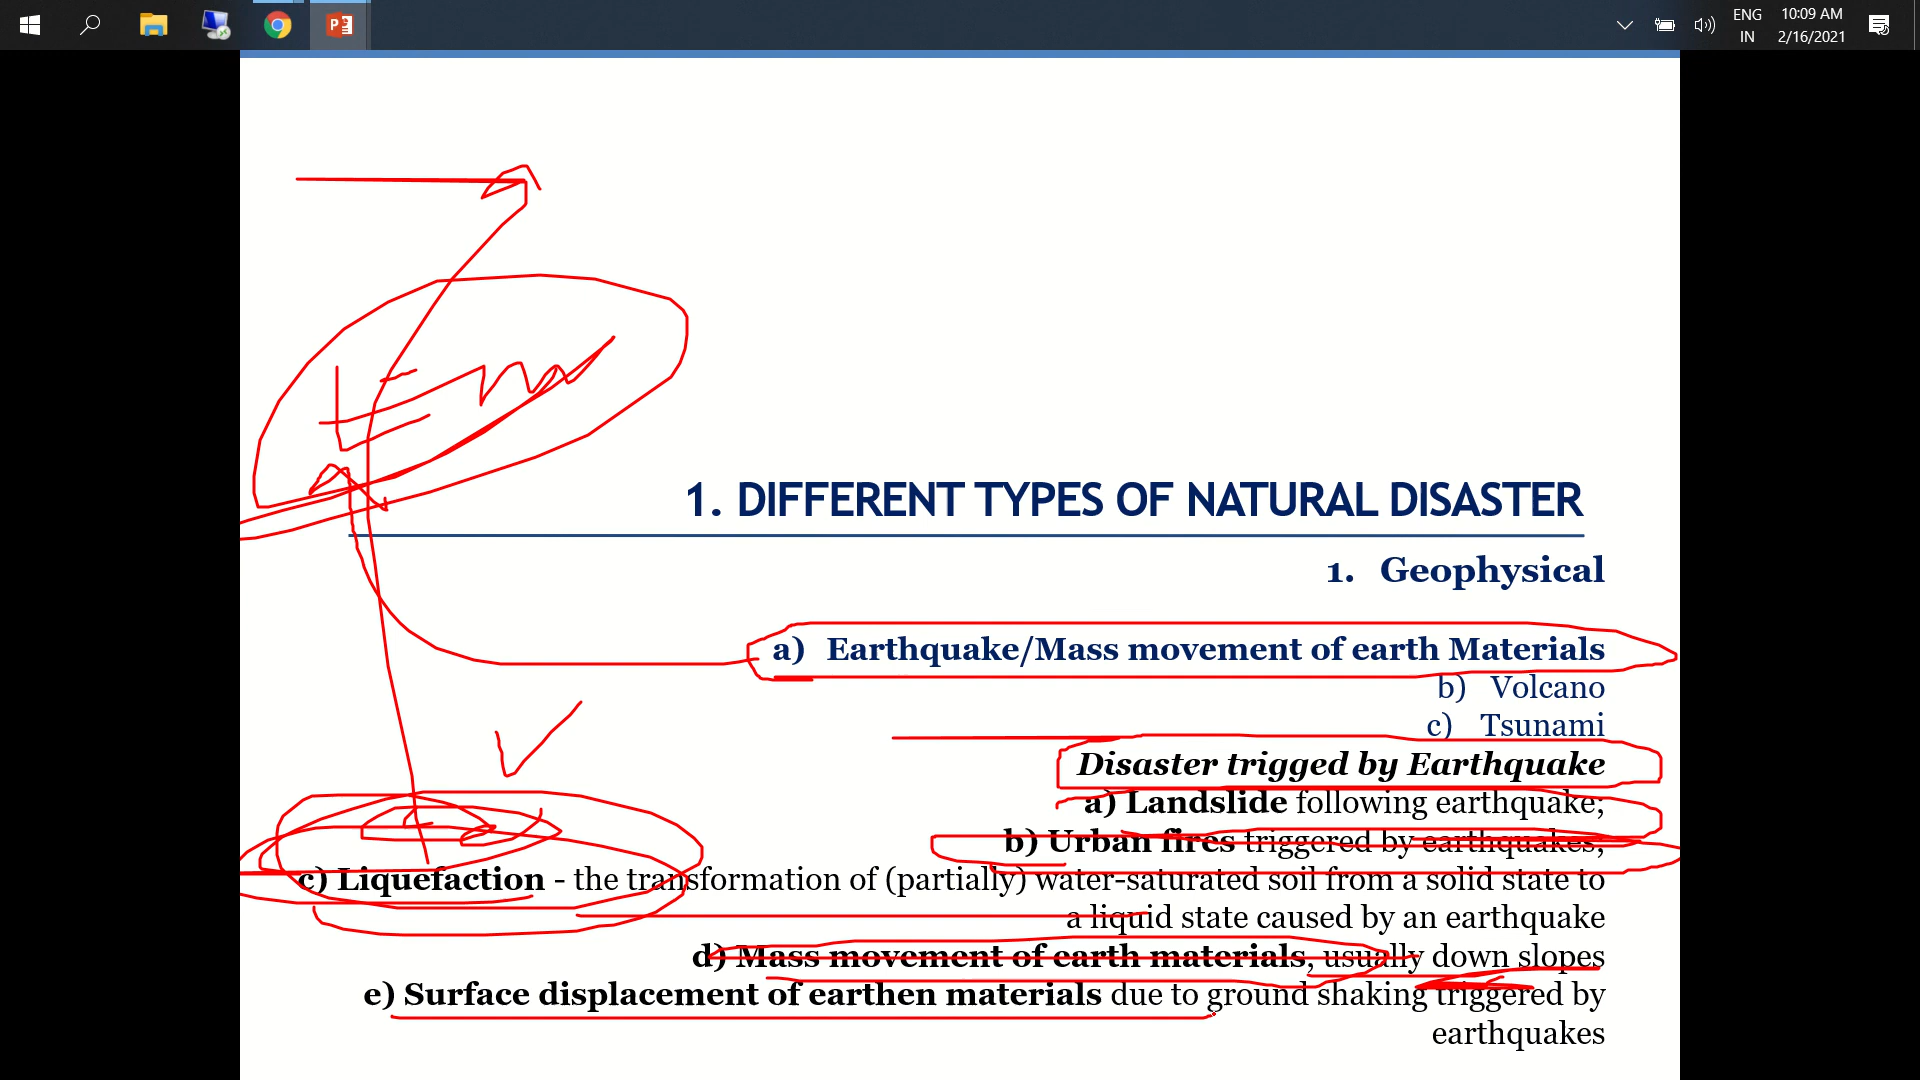 ENG
10:09 AM
IN
2/16/2021
1. DIFFERENT TYPES OF NATURAL DISASTER
1. Geophysical
a) Earthquake/Mass movement of earth Materials
b) Volcano
c) Tsunami
Disaster trigged by Earthquake
a) Landslide following earthquake;
b) Urban fires triggered by earthquakes;
c) Liquefaction - the transformation of (partially) water-saturated soil from a solid state to
a liquid state caused by an earthquake
d) Mass movement of earth materials, usually down slopes
e) Surface displacement of earthen materials due to ground shaking triggered by
earthquakes